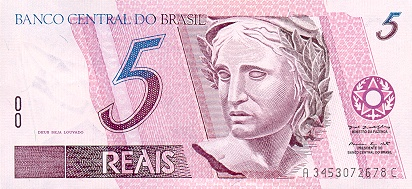 BANCO CENTRAL DO BRASIL
5
5
DEUS SEJA LOUVADO
MINISTRO DA FAZENDA
PRESIDENTE DO
BANCO CENTRAL DO BRASIL
REAIS
A 3453072678 C